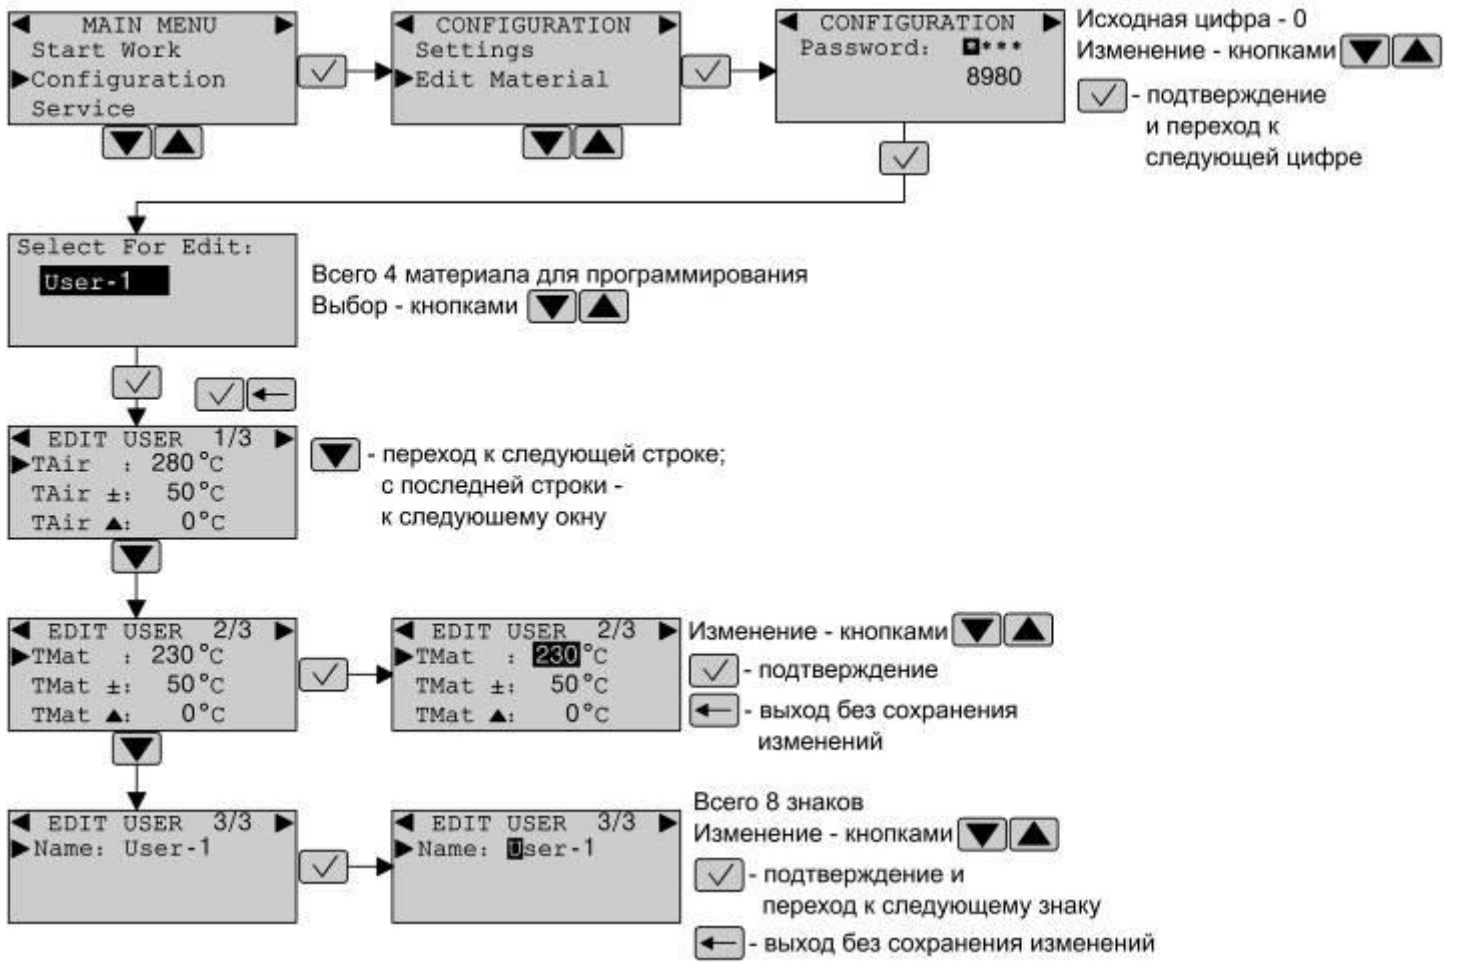 MAIN MENU
Start Work
Configuration
Service
CONFIGURATION
Settings
Edit Material
CONFIGURATION
Password: ****
8980
Исходная цифра - 0
Изменение - кнопками
- подтверждение
и переход к
следующей цифре
Select For Edit:
User-1
Всего 4 материала для программирования
Выбор - кнопками
EDIT USER 1/3
TAir : 280°C
TAir ±: 50°C
TAir ▲: 0°C
- переход к следующей строке;
с последней строки -
к следуюшему окну
EDIT USER 2/3
TMat : 230°C
TMat ±: 50°C
TMat ▲: 0°C
EDIT USER 2/3
TMat : 230°C
TMat ±: 50°C
TMat ▲: 0°C
Изменение - кнопками
- подтверждение
- выход без сохранения
изменений
EDIT USER 3/3
Name: User-1
EDIT USER 3/3
Name: User-1
Всего 8 знаков
Изменение - кнопками
- подтверждение и
переход к следующему знаку
- выход без сохранения изменений